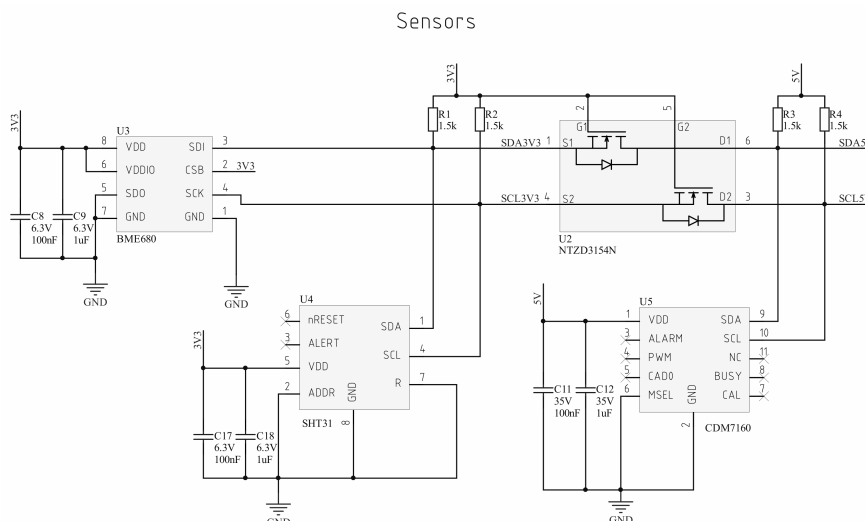 Sensors
3V3
5V
R1
1.5k
R2
1.5k
R3
1.5k
R4
1.5k
2
5
G1
G2
3V3
U3
8
VDD
SDI
3
SDA3V3
1
S1
D1
6
SDA5
6
VDDIO
CSB
2
3V3
5
SDO
SCK
4
SCL3V3
4
S2
D2
3
SCL5
7
GND
GND
1
BME680
C8
6.3V
100nF
C9
6.3V
1uF
U2
NTZD3154N
GND
GND
U4
6
nRESET
SDA
1
3
ALERT
SCL
4
5
VDD
R
7
2
ADDR
GND
8
SHT31
3V3
C17
6.3V
100nF
C18
6.3V
1uF
GND
5V
U5
1
VDD
SDA
9
3
ALARM
SCL
10
4
PWM
NC
11
5
CAD0
BUSY
8
6
MSEL
CAL
7
GND
2
CDM7160
C11
35V
100nF
C12
35V
1uF
GND